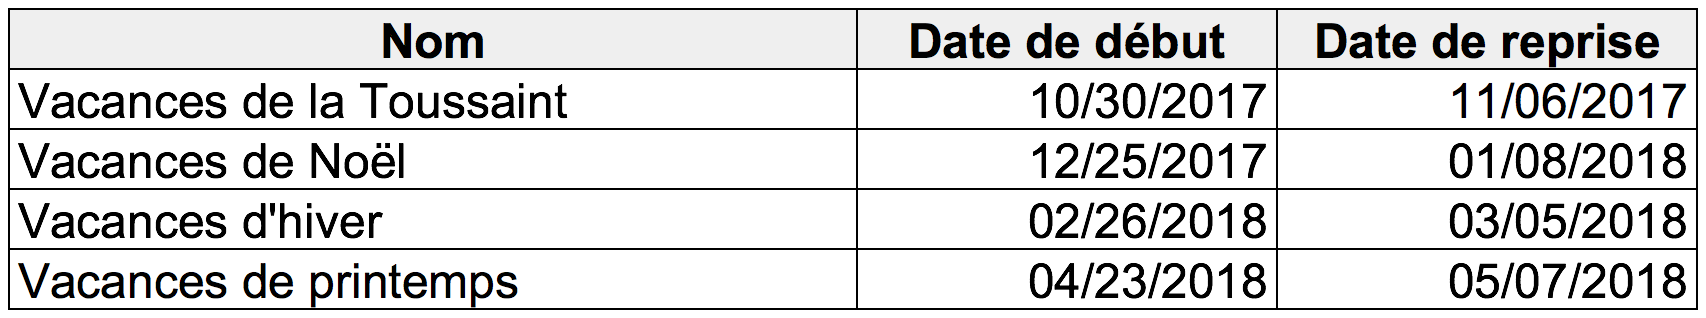 Nom Date de début Date de reprise
Vacances de la Toussaint 10/30/2017 11/06/2017
Vacances de Noël 12/25/2017 01/08/2018
Vacances d'hiver 02/26/2018 03/05/2018
Vacances de printemps 04/23/2018 05/07/2018